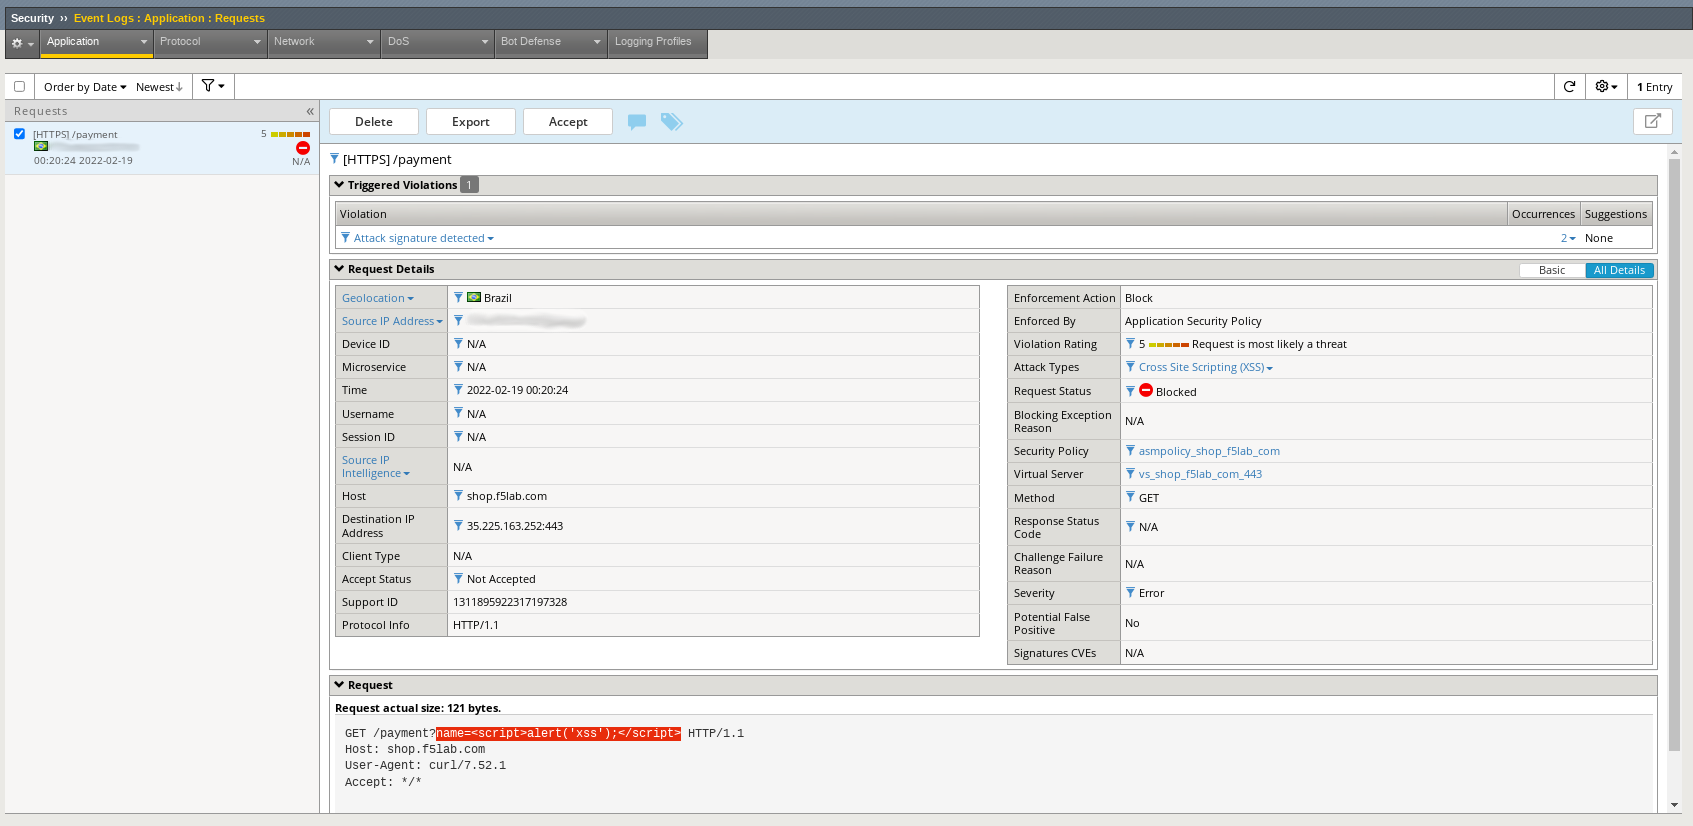 Security ›› Event Logs : Application : Requests
Application Protocol Network DoS Bot Defense Logging Profiles
Order by Date Newest↓ 1 Entry
Requests «
Delete Export Accept
[HTTPS] /payment 5
00:20:24 2022-02-19 N/A
[HTTPS] /payment
Triggered Violations 1
Violation Occurrences Suggestions
Attack signature detected 2 None
Request Details Basic All Details
Geolocation Brazil
Source IP Address
Device ID N/A
Microservice N/A
Time 2022-02-19 00:20:24
Username N/A
Session ID N/A
Source IP
Intelligence N/A
Host shop.f5lab.com
Destination IP
Address 35.225.163.252:443
Client Type N/A
Accept Status Not Accepted
Support ID 1311895922317197328
Protocol Info HTTP/1.1
Enforcement Action Block
Enforced By Application Security Policy
Violation Rating 5 Request is most likely a threat
Attack Types Cross Site Scripting (XSS)
Request Status Blocked
Blocking Exception
Reason N/A
Security Policy asmpolicy_shop_f5lab_com
Virtual Server vs_shop_f5lab_com_443
Method GET
Response Status
Code N/A
Challenge Failure
Reason N/A
Severity Error
Potential False
Positive No
Signatures CVEs N/A
Request
Request actual size: 121 bytes.
GET /payment?name=<script>alert('xss');</script> HTTP/1.1
Host: shop.f5lab.com
User-Agent: curl/7.52.1
Accept: */*